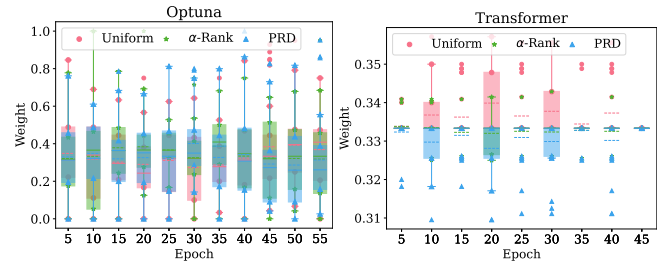 Optuna
Uniform α-Rank PRD
1.0
0.8
0.6
0.4
0.2
0.0
Weight
5 10 15 20 25 30 35 40 45 50 55
Epoch
Transformer
Uniform α-Rank PRD
0.35
0.34
0.33
0.31
Weight
5 10 15 20 25 30 35 40 45
Epoch